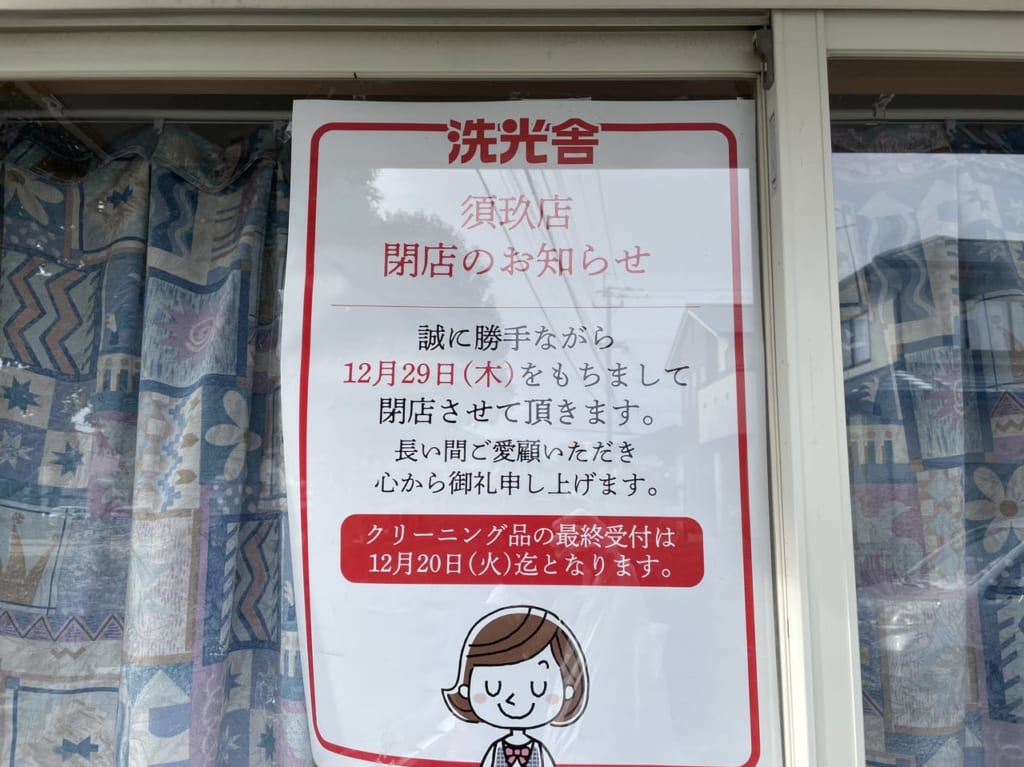 洗光舎
須玖店
閉店のお知らせ
誠に勝手ながら
12月29日(木)をもちまして
閉店させて頂きます。
長い間ご愛顧いただき
心から御礼申し上げます。
クリーニング品の最終受付は
12月20日(火)迄となります。